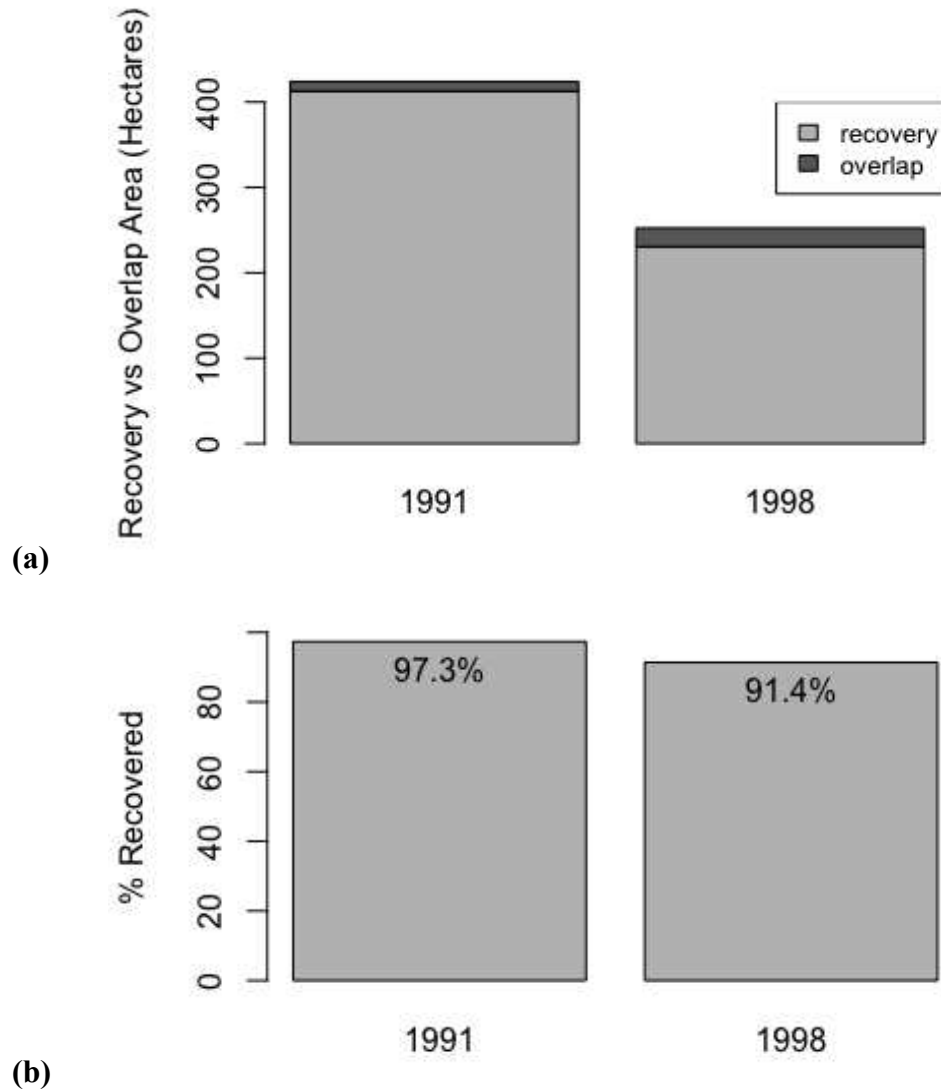 Recovery vs Overlap Area (Hectares)
400
300
200
100
0
recovery
overlap
1991 1998
(a)
% Recovered
80
60
40
20
0
97.3% 91.4%
1991 1998
(b)